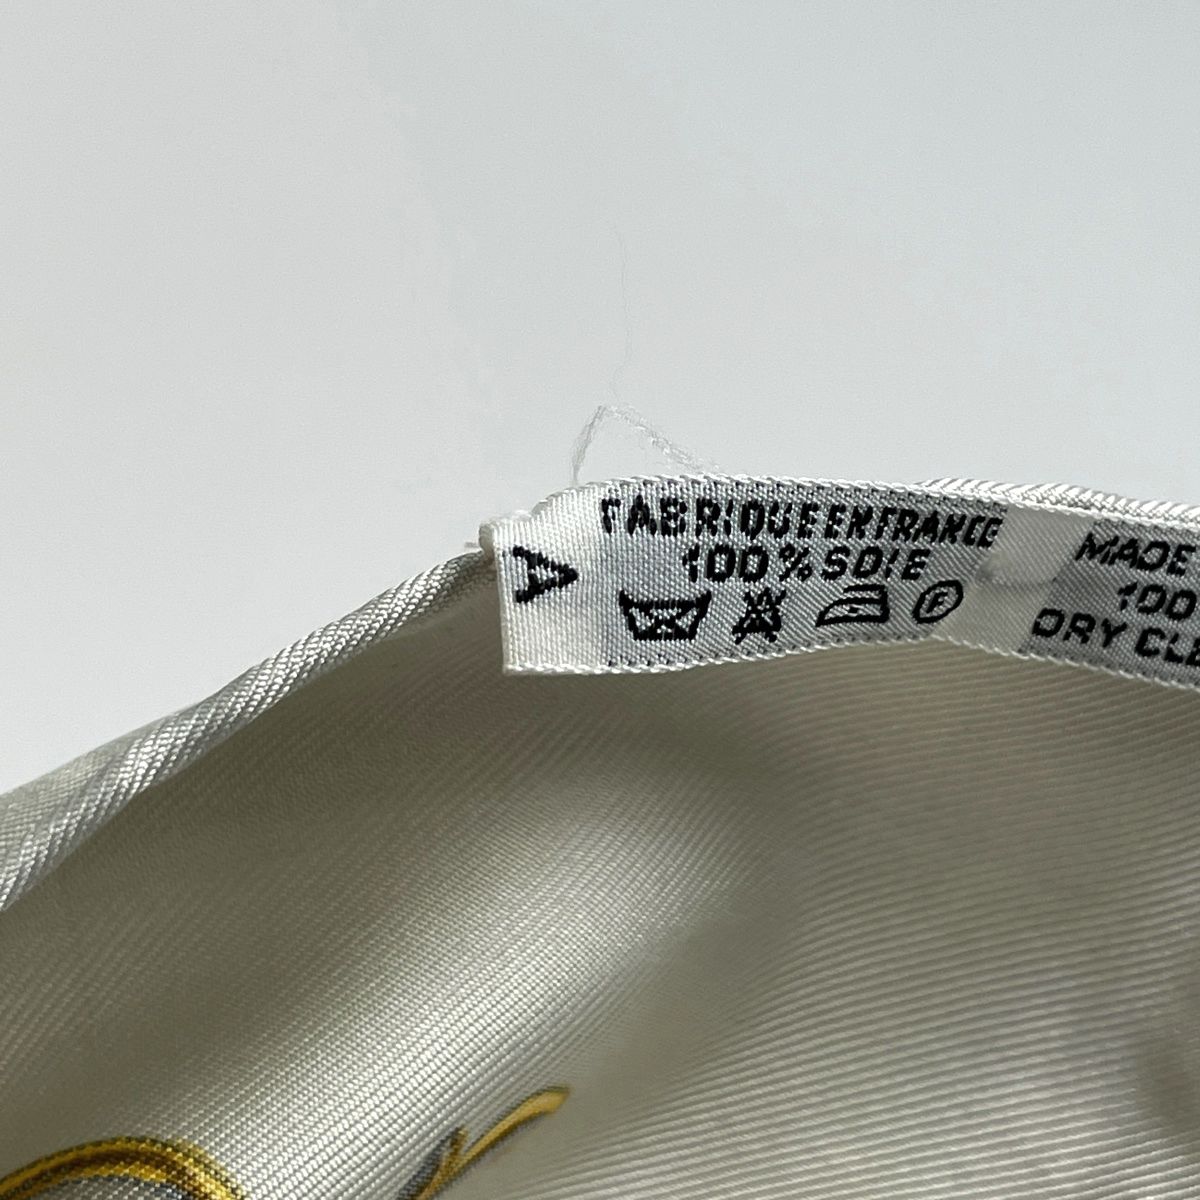 A
FABRIQUE EN FRANCE
100% SOIE
F
MADE
100
DRY CLE